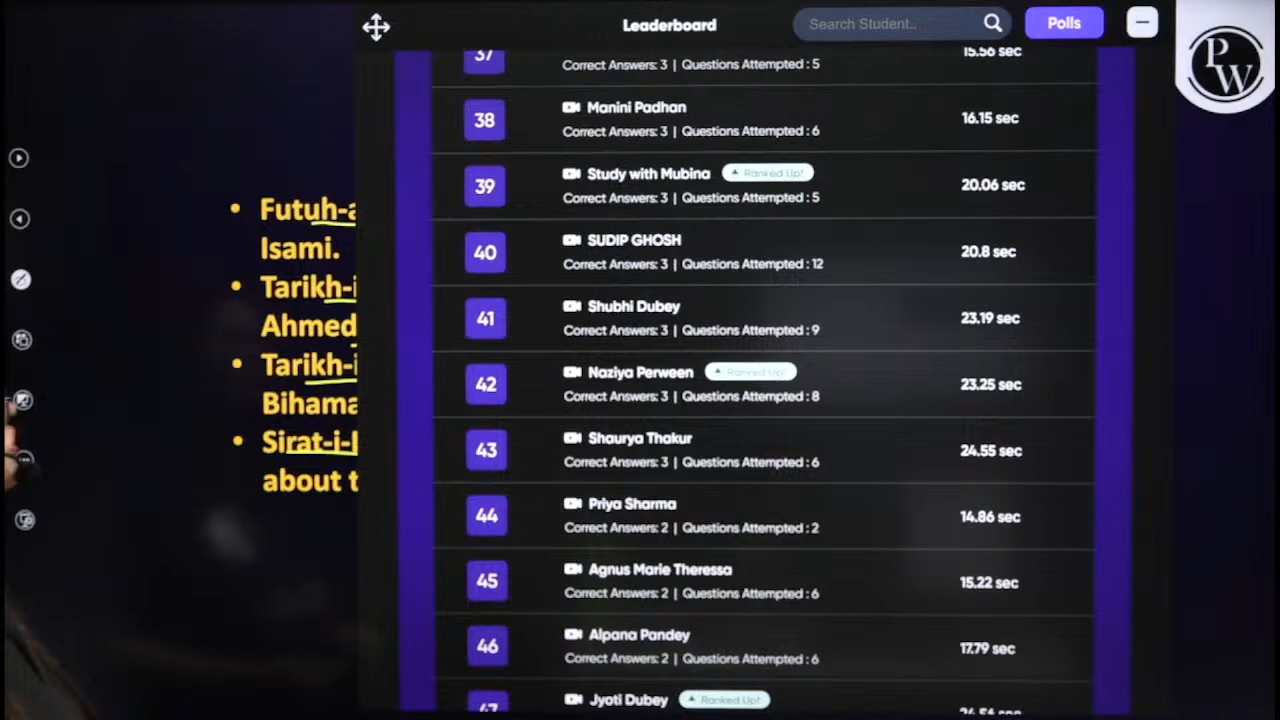 Leaderboard
Search Student..
Polls
PW
37
Correct Answers: 3 | Questions Attempted : 5
15.56 sec
38
Manini Padhan
Correct Answers: 3 | Questions Attempted : 6
16.15 sec
39
Study with Mubina
Ranked Up!
Correct Answers: 3 | Questions Attempted : 5
20.06 sec
40
SUDIP GHOSH
Correct Answers: 3 | Questions Attempted : 12
20.8 sec
41
Shubhi Dubey
Correct Answers: 3 | Questions Attempted : 9
23.19 sec
42
Naziya Perween
Ranked Up!
Correct Answers: 3 | Questions Attempted : 8
23.25 sec
43
Shaurya Thakur
Correct Answers: 3 | Questions Attempted : 6
24.55 sec
44
Priya Sharma
Correct Answers: 2 | Questions Attempted : 2
14.86 sec
45
Agnus Marie Theressa
Correct Answers: 2 | Questions Attempted : 6
15.22 sec
46
Alpana Pandey
Correct Answers: 2 | Questions Attempted : 6
17.79 sec
47
Jyoti Dubey
Ranked Up!
• Futuh-a
Isami.
• Tarikh-i
Ahmed
• Tarikh-i
Bihama
• Sirat-i-
about t